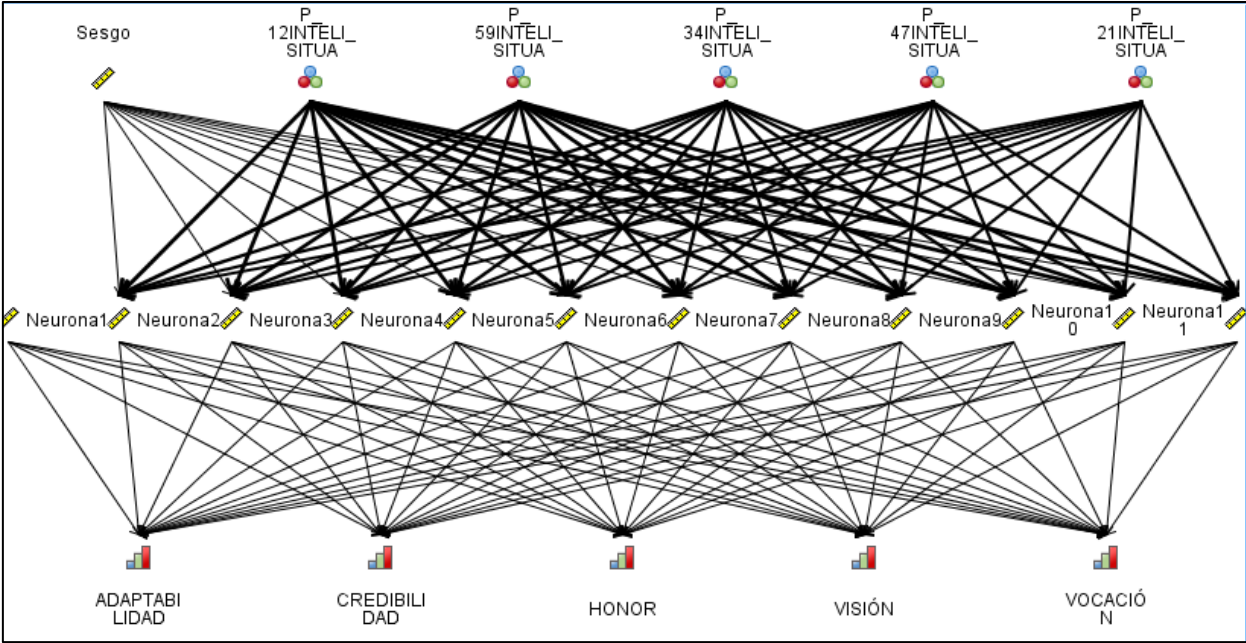 Sesgo
P_
12INTELI_
SITUA
P_
59INTELI_
SITUA
P_
34INTELI_
SITUA
P_
47INTELI_
SITUA
P_
21INTELI_
SITUA
Neurona1
Neurona2
Neurona3
Neurona4
Neurona5
Neurona6
Neurona7
Neurona8
Neurona9
Neurona1
0
Neurona1
1
ADAPTABI
LIDAD
CREDIBILI
DAD
HONOR
VISIÓN
VOCACIÓ
N